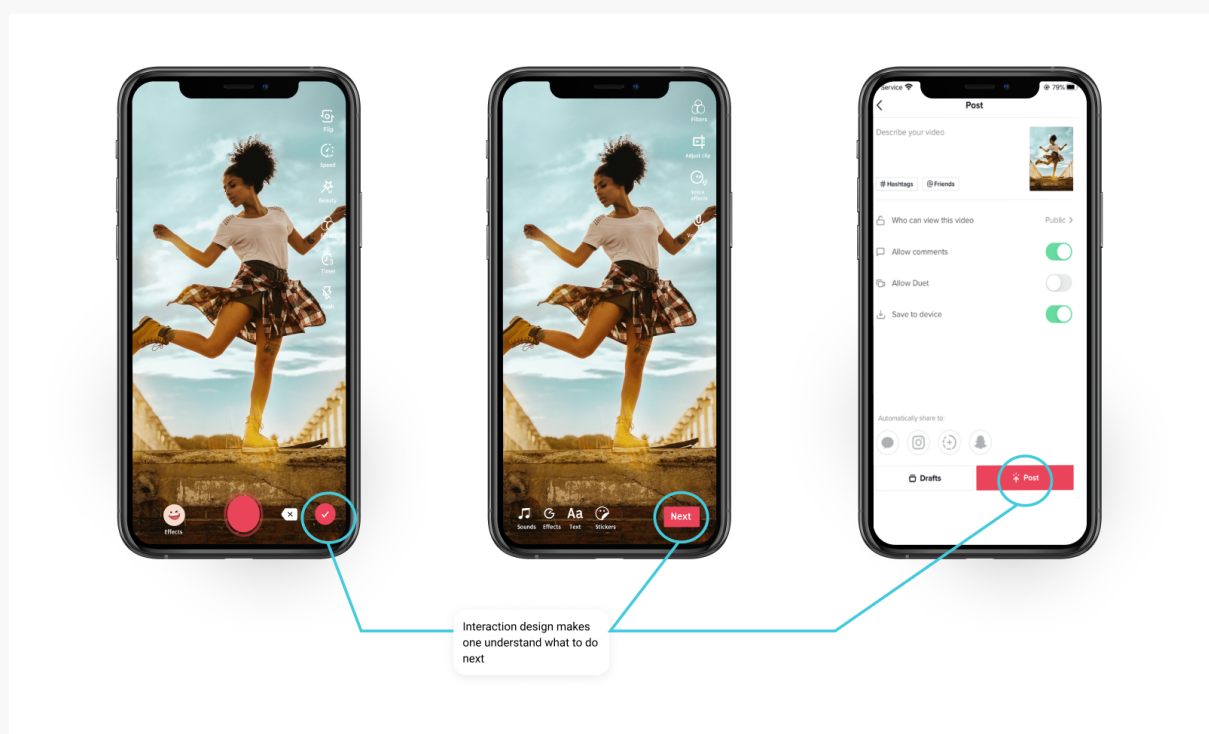 Flip
Speed
Beauty
Timer
Flash
Effects
Filters
Adjust clip
Voice
effects
Sounds
Effects
Text
Stickers
Aa
Next
Service
79%
Post
Describe your video
# Hashtags
@ Friends
Who can view this video
Public >
Allow comments
Allow Duet
Save to device
Automatically share to:
Drafts
Post
Interaction design makes
one understand what to do
next